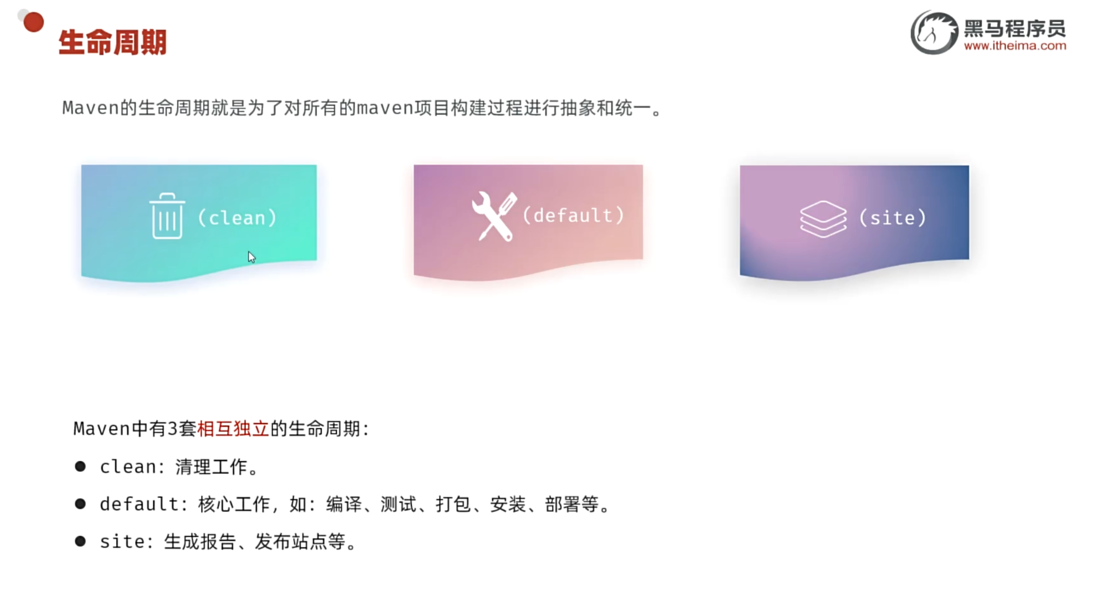 生命周期
黑马程序员
www.itheima.com
Maven的生命周期就是为了对所有的maven项目构建过程进行抽象和统一。
(clean)
(default)
(site)
Maven中有3套相互独立的生命周期：
● clean：清理工作。
● default：核心工作，如：编译、测试、打包、安装、部署等。
● site：生成报告、发布站点等。